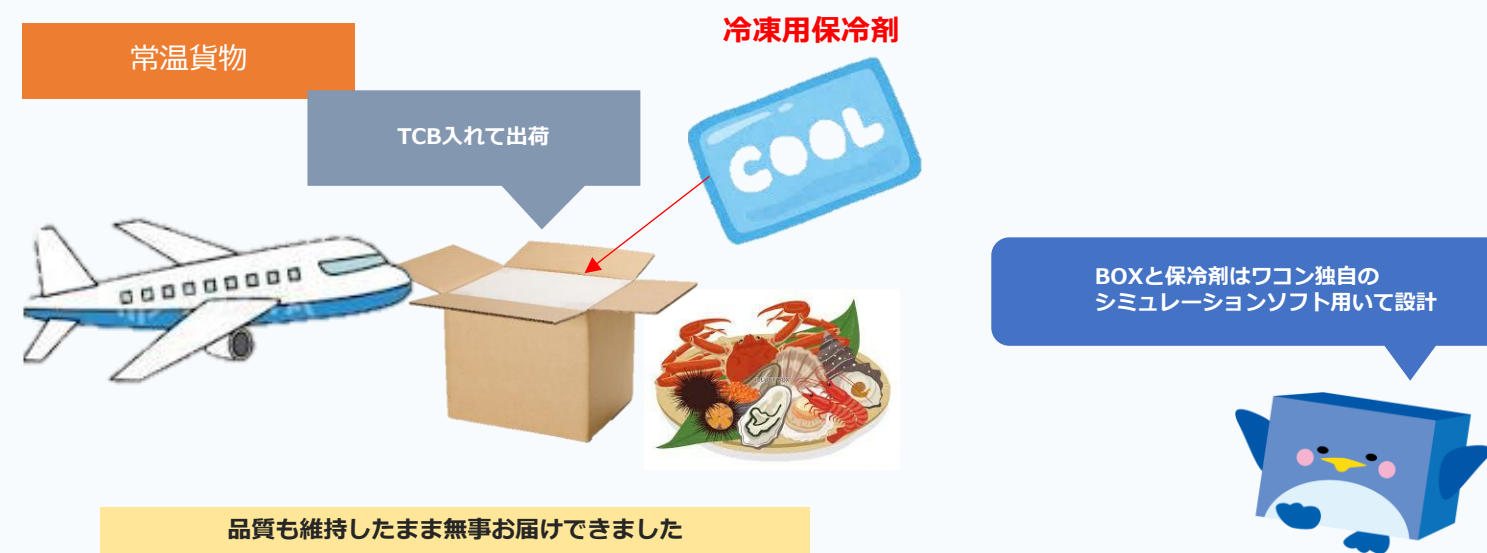 冷凍用保冷剤
常温貨物
TCB入れて出荷
COOL
BOXと保冷剤はワコン独自の
シミュレーションソフト用いて設計
品質も維持したまま無事お届けできました